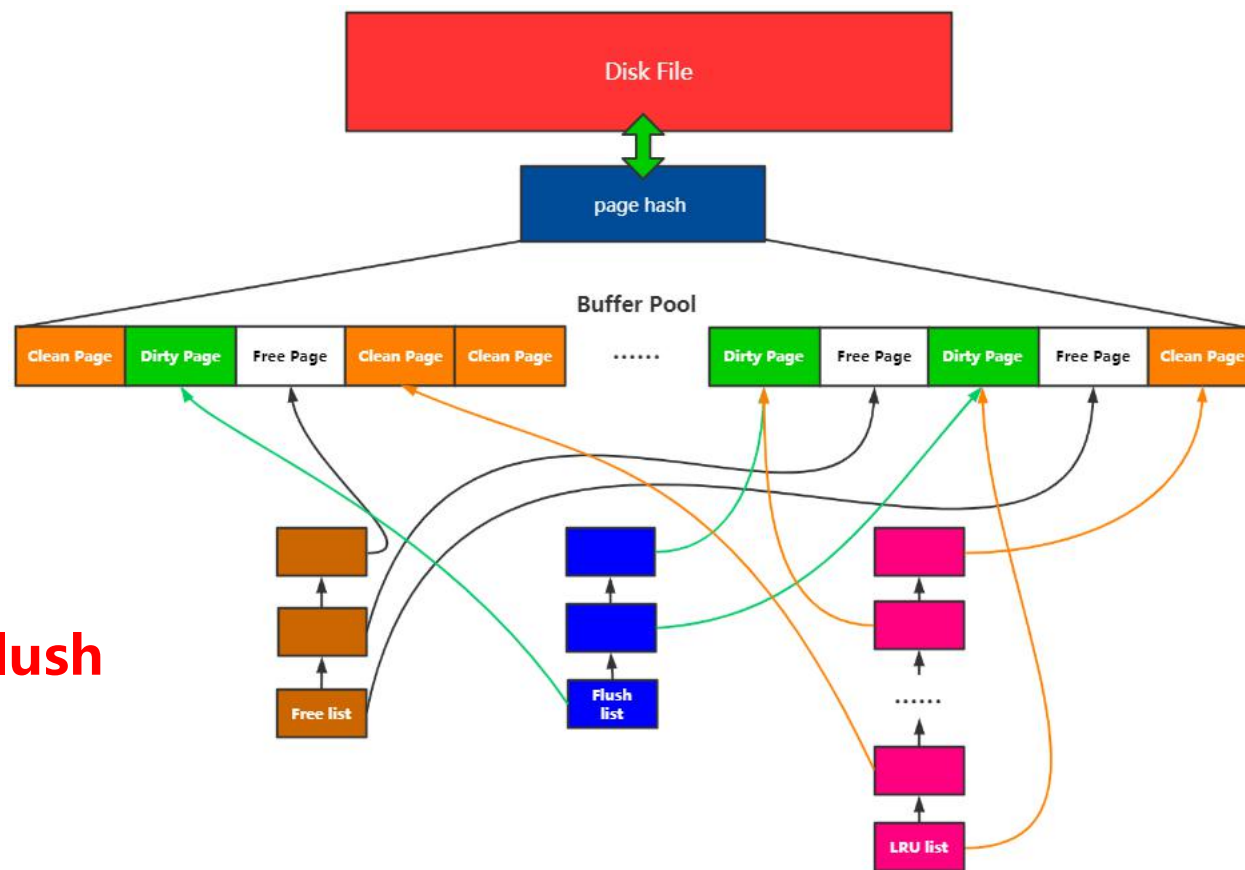 Disk File
page hash
Buffer Pool
Clean Page Dirty Page Free Page Clean Page Clean Page ...... Dirty Page Free Page Dirty Page Free Page Clean Page
lush
Free list
Flush
list
......
LRU list